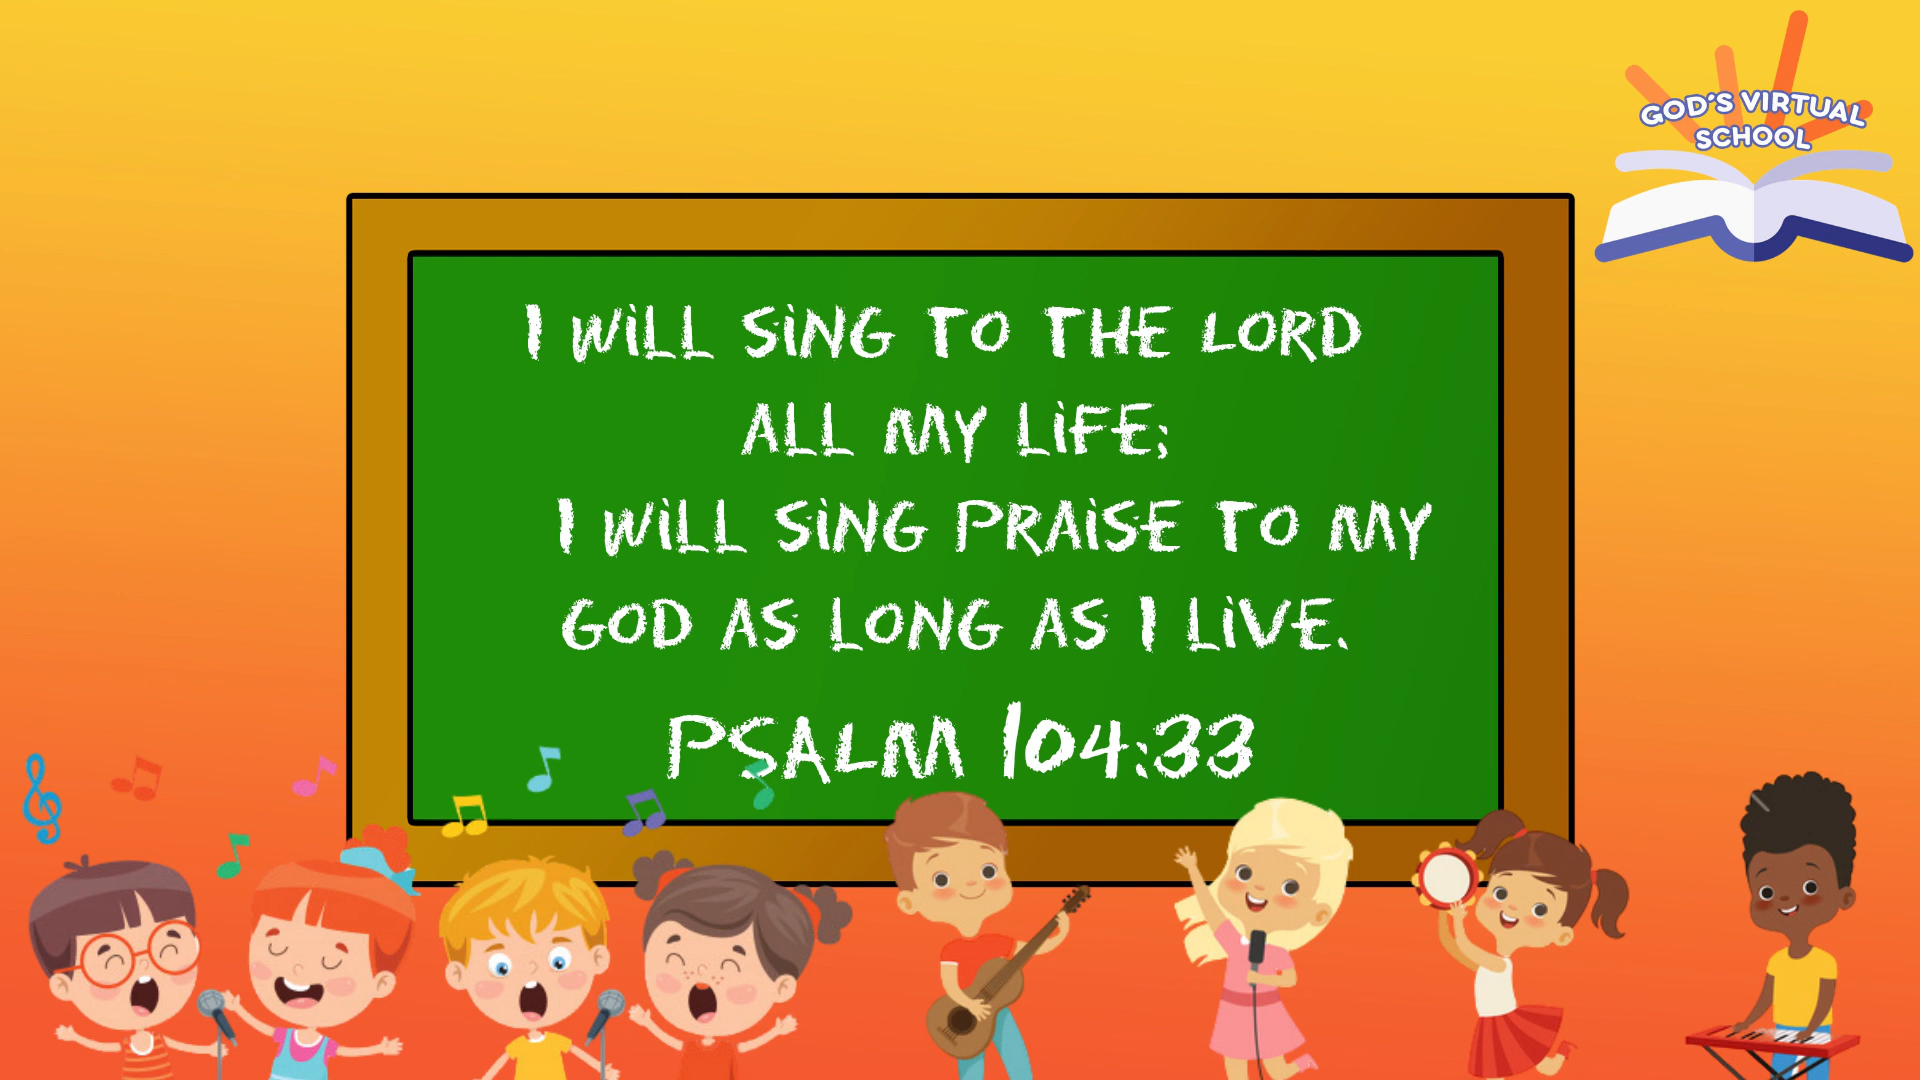 GOD'S VIRTUAL
SCHOOL
I WILL SING TO THE LORD
ALL MY LIFE;
I WILL SING PRAISE TO MY
GOD AS LONG AS I LIVE.
PSALM 104:33